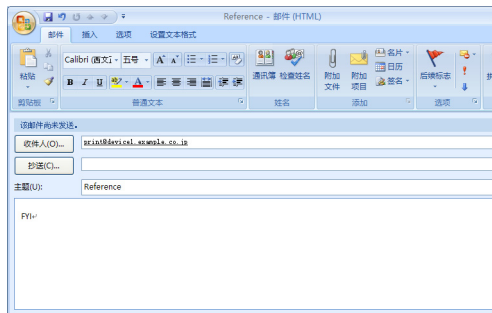 Reference - 邮件 (HTML)
邮件 插入 选项 设置文本格式
Calibri (西文] 五号 A A
粘贴 B I U ab A 通讯簿 检查姓名 附加文件 附加项目 名片 日历 签名 后续标志
剪贴板 普通文本 姓名 添加 选项
该邮件尚未发送。
收件人(O)... print@device1.example.co.jp
抄送(C)...
主题(U): Reference
FYI